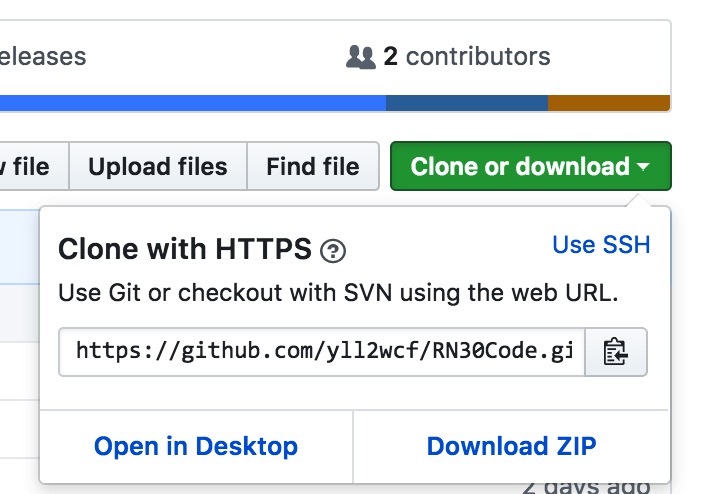 eleases
2 contributors
file
Upload files
Find file
Clone or download
Clone with HTTPS
Use SSH
Use Git or checkout with SVN using the web URL.
https://github.com/yll2wcf/RN30Code.gi
Open in Desktop
Download ZIP
2 days ago